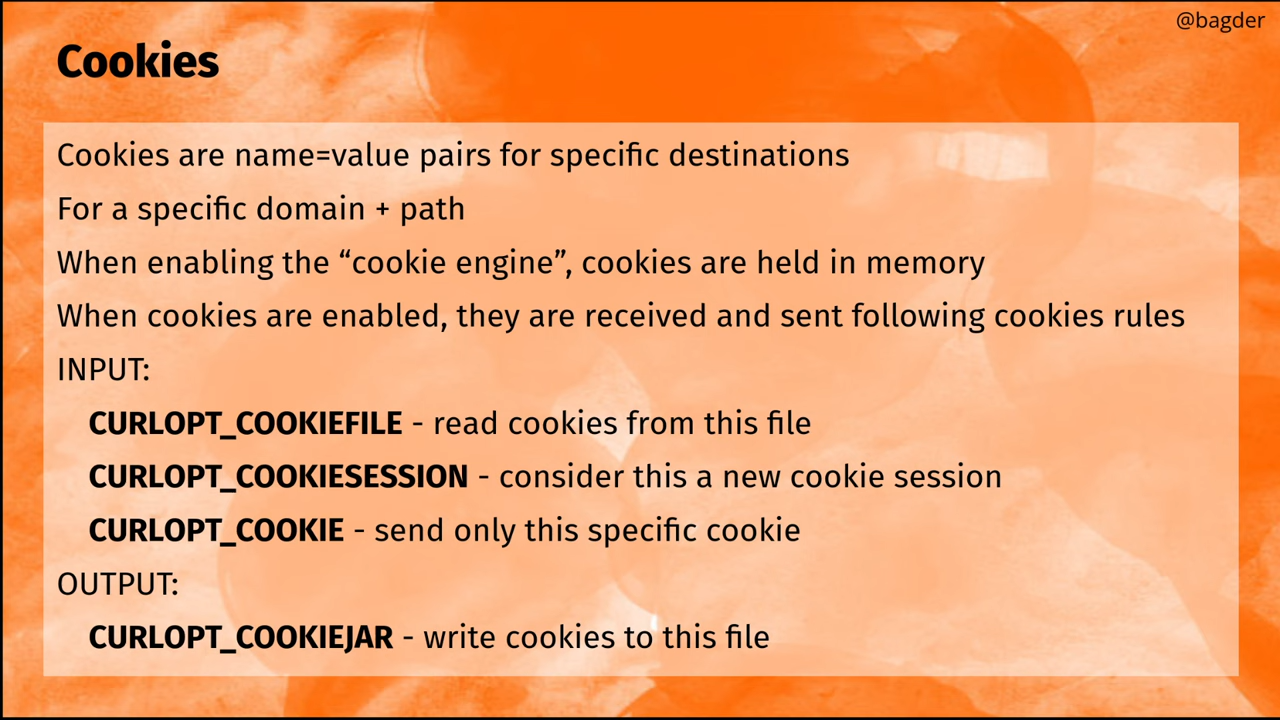 @bagder
Cookies
Cookies are name=value pairs for specific destinations
For a specific domain + path
When enabling the “cookie engine”, cookies are held in memory
When cookies are enabled, they are received and sent following cookies rules
INPUT:
CURLOPT_COOKIEFILE - read cookies from this file
CURLOPT_COOKIESESSION - consider this a new cookie session
CURLOPT_COOKIE - send only this specific cookie
OUTPUT:
CURLOPT_COOKIEJAR - write cookies to this file